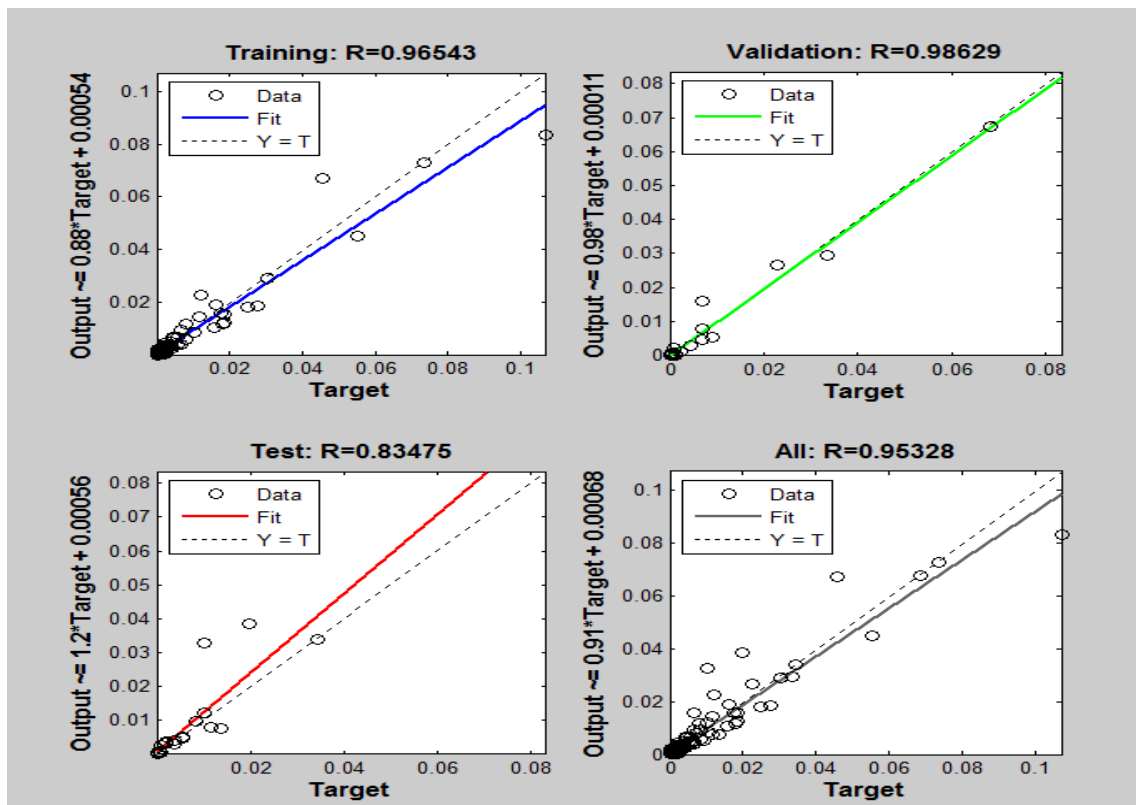 Training: R=0.96543
Output ~= 0.88*Target + 0.00054
0.1
0.08
0.06
0.04
0.02
Data
Fit
Y = T
0.02 0.04 0.06 0.08 0.1
Target
Validation: R=0.98629
Output ~= 0.98*Target + 0.00011
0.08
0.07
0.06
0.05
0.04
0.03
0.02
0.01
0
Data
Fit
Y = T
0 0.02 0.04 0.06 0.08
Target
Test: R=0.83475
Output ~= 1.2*Target + 0.00056
0.08
0.07
0.06
0.05
0.04
0.03
0.02
0.01
Data
Fit
Y = T
0.02 0.04 0.06 0.08
Target
All: R=0.95328
Output ~= 0.91*Target + 0.00068
0.1
0.08
0.06
0.04
0.02
0
Data
Fit
Y = T
0 0.02 0.04 0.06 0.08 0.1
Target